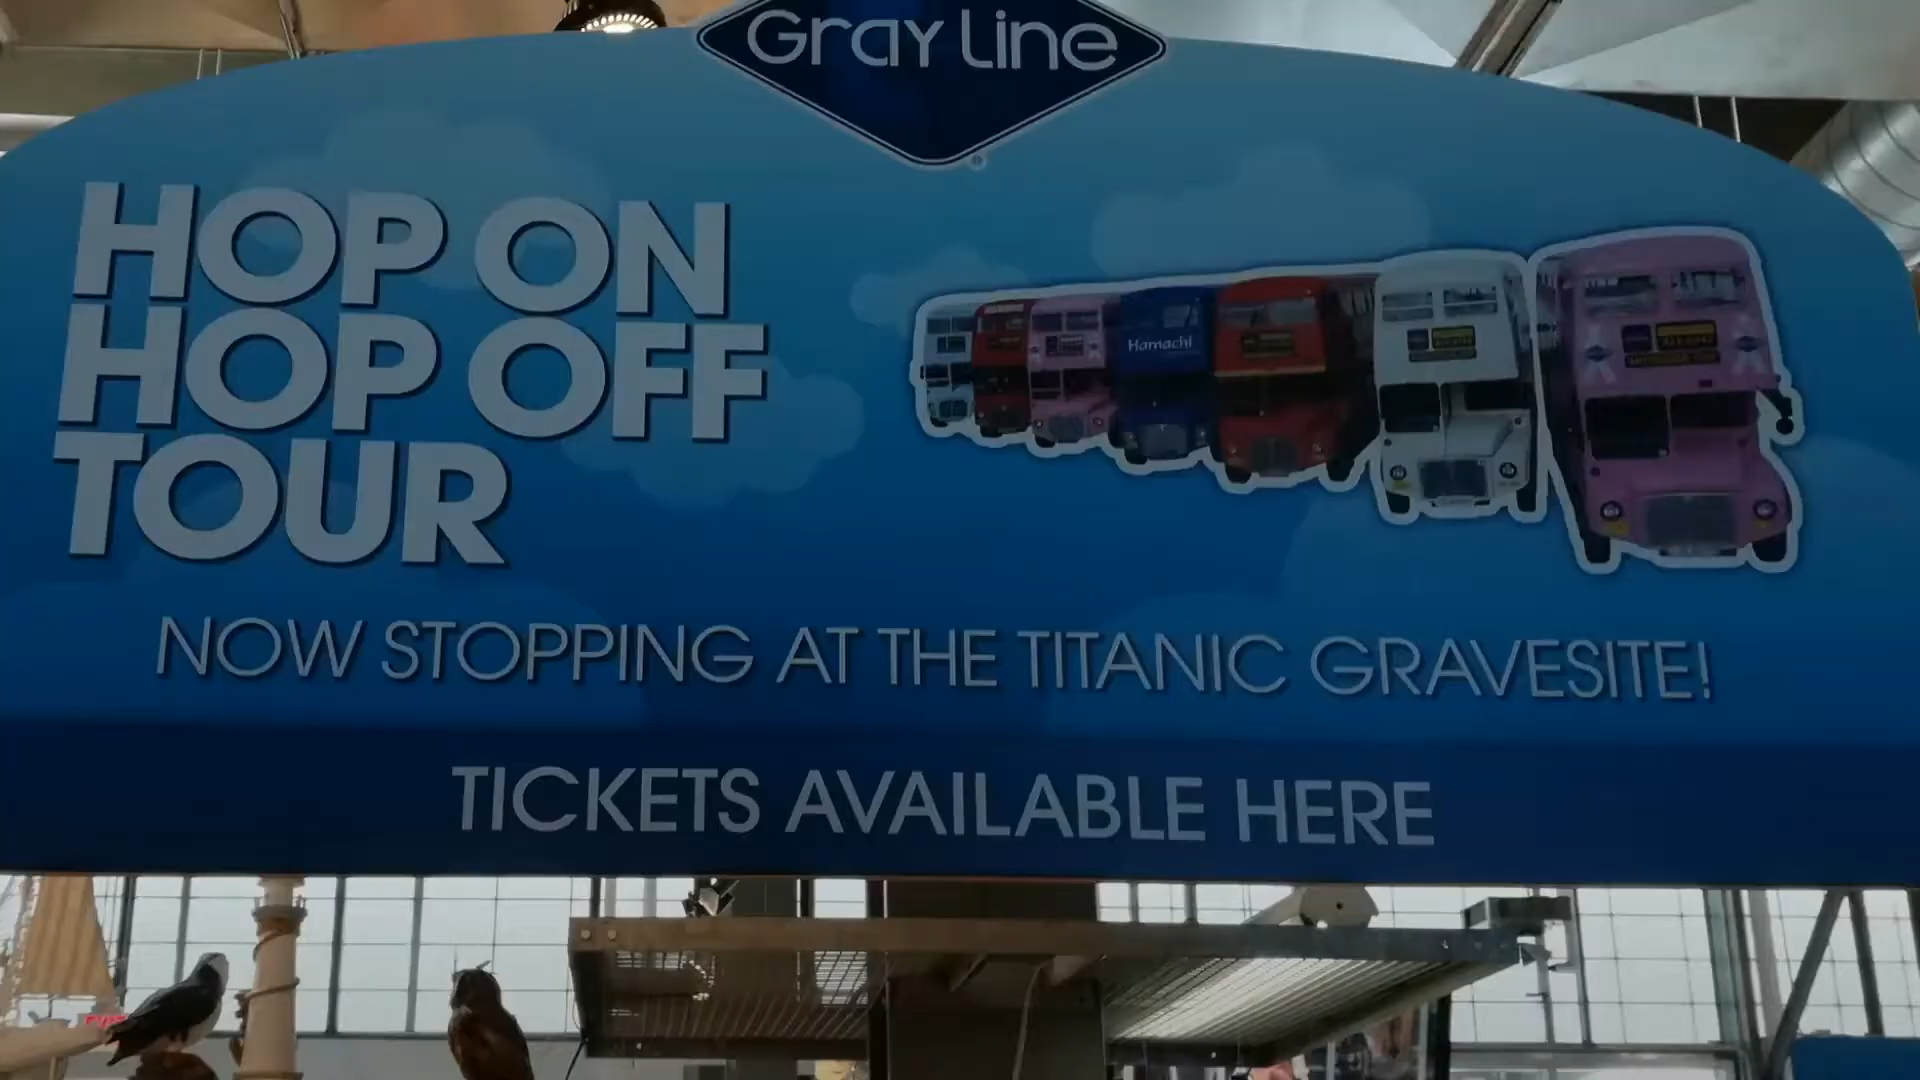 Gray Line
HOP ON
HOP OFF
TOUR
Hamachi
NOW STOPPING AT THE TITANIC GRAVESITE!
TICKETS AVAILABLE HERE